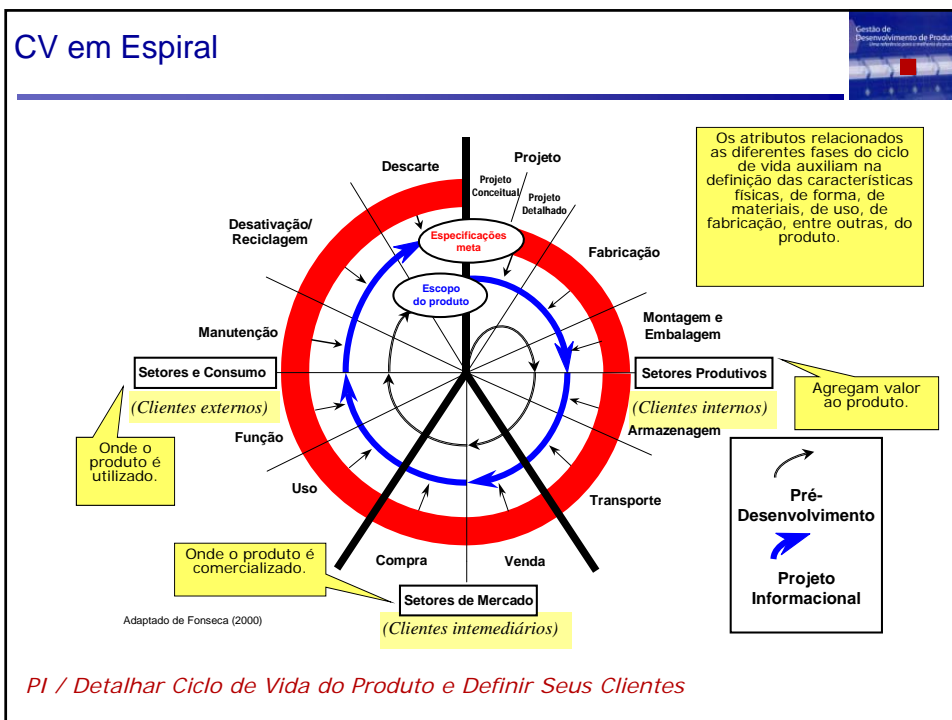 CV em Espiral
Gestão de
Desenvolvimento de Produt
Descarte
Projeto
Projeto
Conceitual
Projeto
Detalhado
Os atributos relacionados
as diferentes fases do ciclo
de vida auxiliam na
definição das características
físicas, de forma, de
materiais, de uso, de
fabricação, entre outras, do
produto.
Desativação/
Reciclagem
Especificações
meta
Fabricação
Escopo
do produto
Manutenção
Montagem e
Embalagem
Setores e Consumo
(Clientes externos)
Setores Produtivos
(Clientes internos)
Agregam valor
ao produto.
Onde o
produto é
utilizado.
Função
Armazenagem
Uso
Transporte
Pré-
Desenvolvimento
Projeto
Informacional
Onde o produto é
comercializado.
Compra
Venda
Setores de Mercado
(Clientes intemediários)
Adaptado de Fonseca (2000)
PI / Detalhar Ciclo de Vida do Produto e Definir Seus Clientes